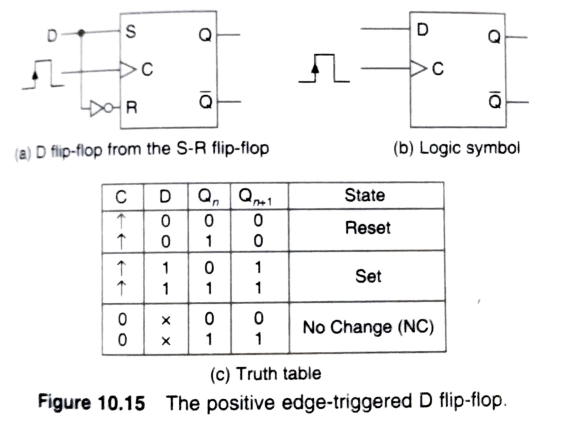 D S Q D Q
C C
R Q̅ Q̅
(a) D flip-flop from the S-R flip-flop (b) Logic symbol
C D Qn Qn+1 State
↑ 0 0 0 Reset
↑ 0 1 0
↑ 1 0 1 Set
↑ 1 1 1
0 × 0 0 No Change (NC)
0 × 1 1
(c) Truth table
Figure 10.15 The positive edge-triggered D flip-flop.